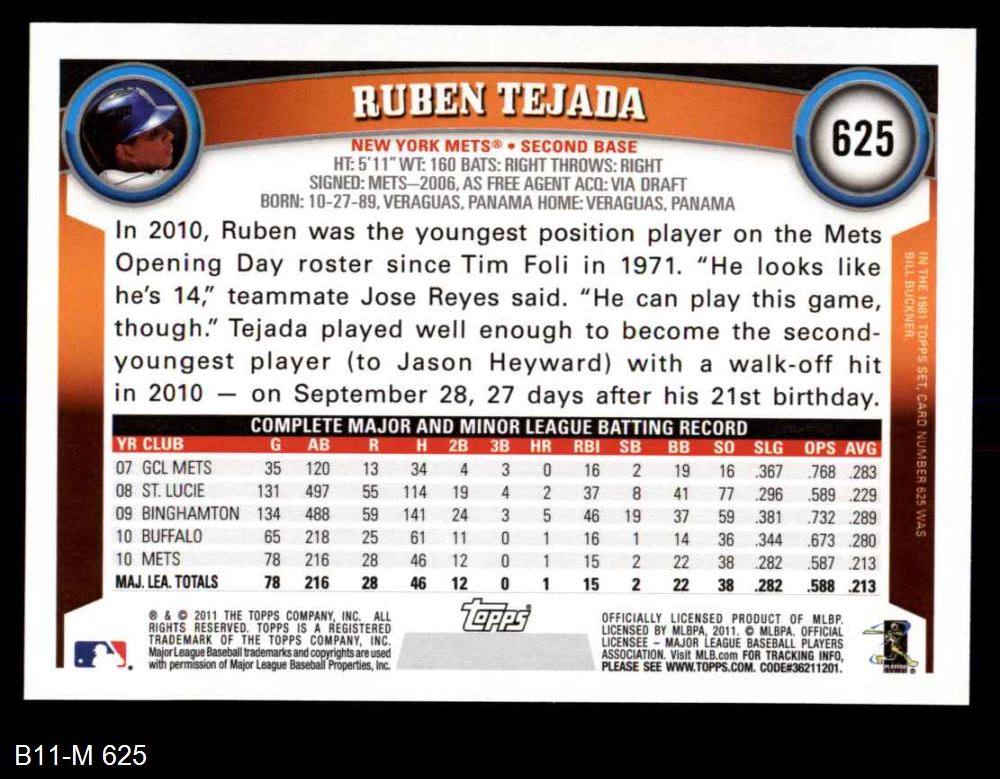 RUBEN TEJADA
625
NEW YORK METS® • SECOND BASE
HT: 5'11" WT: 160 BATS: RIGHT THROWS: RIGHT
SIGNED: METS–2006, AS FREE AGENT ACQ: VIA DRAFT
BORN: 10-27-89, VERAGUAS, PANAMA HOME: VERAGUAS, PANAMA
In 2010, Ruben was the youngest position player on the Mets
Opening Day roster since Tim Foli in 1971. “He looks like
he’s 14,” teammate Jose Reyes said. “He can play this game,
though.” Tejada played well enough to become the second-
youngest player (to Jason Heyward) with a walk-off hit
in 2010 — on September 28, 27 days after his 21st birthday.
IN THE 1981 TOPPS SET, CARD NUMBER 625 WAS
BILL BUCKNER.
COMPLETE MAJOR AND MINOR LEAGUE BATTING RECORD
YR CLUB G AB R H 2B 3B HR RBI SB BB SO SLG OPS AVG
07 GCL METS 35 120 13 34 4 3 0 16 2 19 16 .367 .768 .283
08 ST. LUCIE 131 497 55 114 19 4 2 37 8 41 77 .296 .589 .229
09 BINGHAMTON 134 488 59 141 24 3 5 46 19 37 59 .381 .732 .289
10 BUFFALO 65 218 25 61 11 0 1 16 1 14 36 .344 .673 .280
10 METS 78 216 28 46 12 0 1 15 2 22 38 .282 .587 .213
MAJ. LEA. TOTALS 78 216 28 46 12 0 1 15 2 22 38 .282 .588 .213
® & © 2011 THE TOPPS COMPANY, INC. ALL
RIGHTS RESERVED. TOPPS IS A REGISTERED
TRADEMARK OF THE TOPPS COMPANY, INC.
Major League Baseball trademarks and copyrights are used
with permission of Major League Baseball Properties, Inc.
Topps
OFFICIALLY LICENSED PRODUCT OF MLBP.
LICENSED BY MLBPA, 2011. © MLBPA. OFFICIAL
LICENSEE – MAJOR LEAGUE BASEBALL PLAYERS
ASSOCIATION. Visit MLB.com FOR TRACKING INFO,
PLEASE SEE WWW.TOPPS.COM. CODE#36211201.
B11-M 625